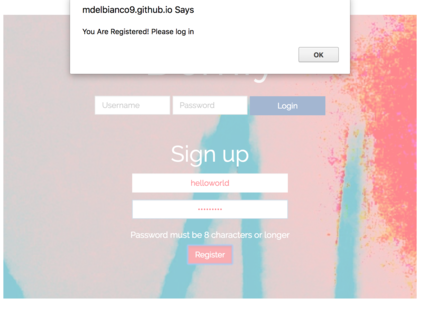 mdelbianco9.github.io Says
You Are Registered! Please log in
OK
Username
Password
Login
Sign up
helloworld
Password must be 8 characters or longer
Register